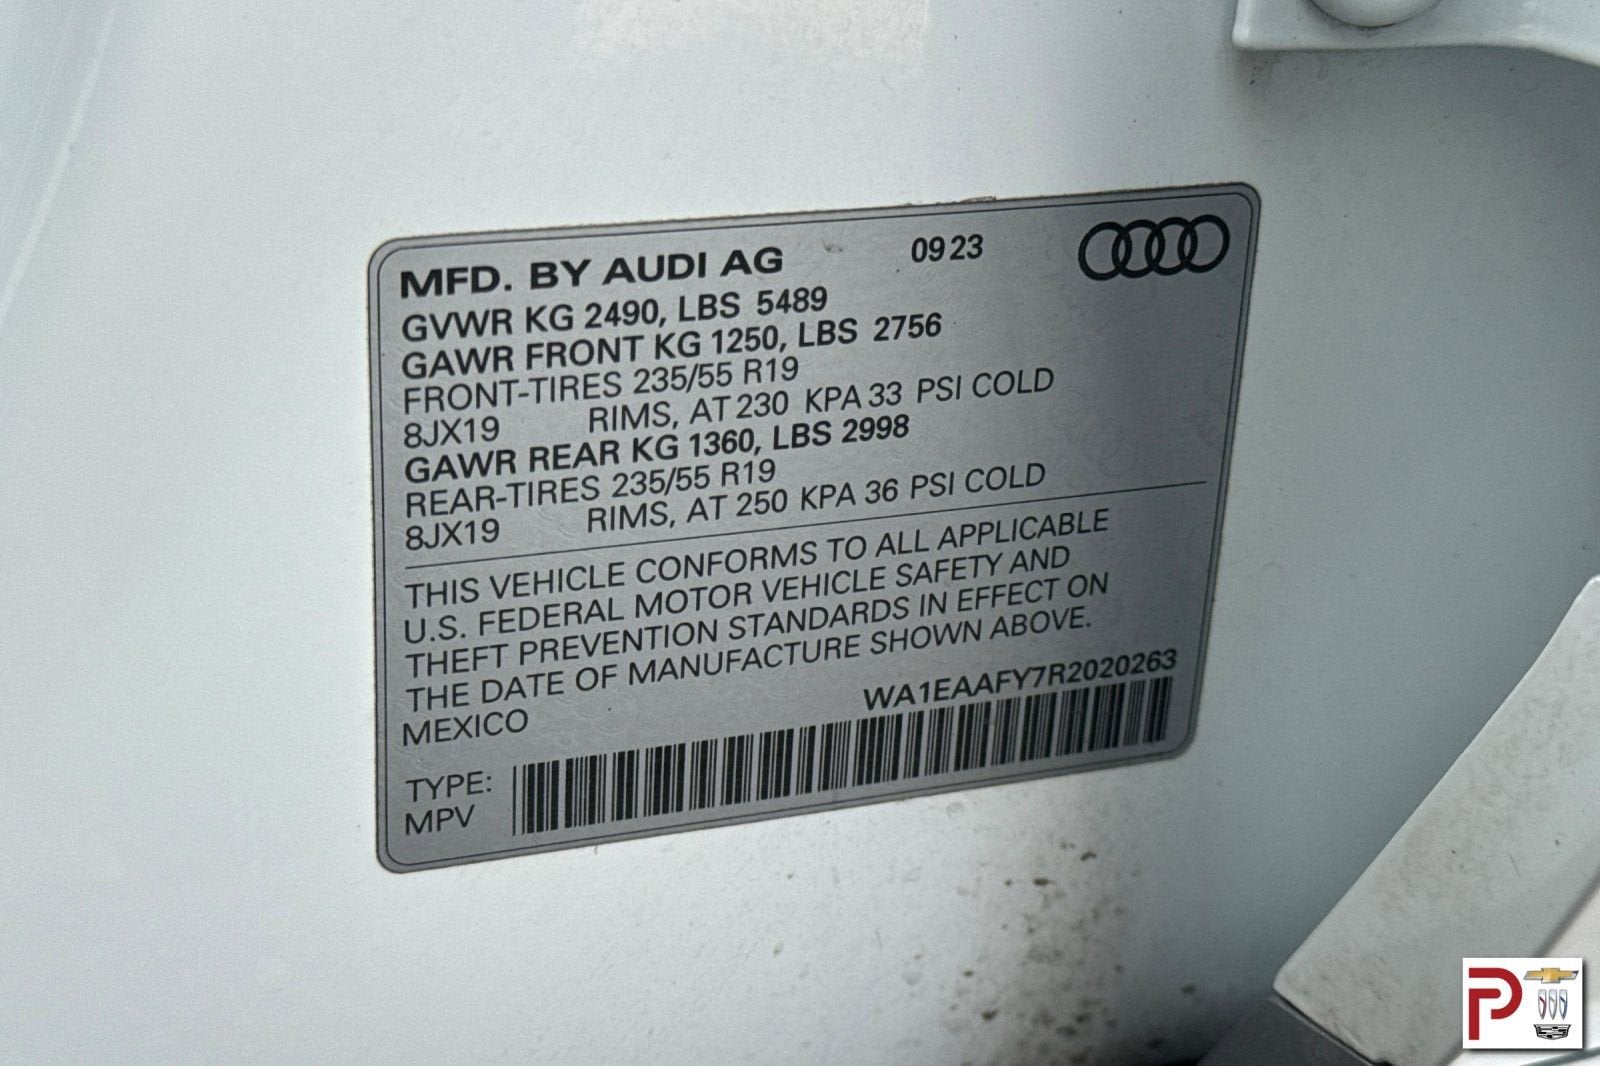 MFD. BY AUDI AG 09 23
GVWR KG 2490, LBS 5489
GAWR FRONT KG 1250, LBS 2756
FRONT-TIRES 235/55 R19
8JX19 RIMS, AT 230 KPA 33 PSI COLD
GAWR REAR KG 1360, LBS 2998
REAR-TIRES 235/55 R19
8JX19 RIMS, AT 250 KPA 36 PSI COLD
THIS VEHICLE CONFORMS TO ALL APPLICABLE
U.S. FEDERAL MOTOR VEHICLE SAFETY AND
THEFT PREVENTION STANDARDS IN EFFECT ON
THE DATE OF MANUFACTURE SHOWN ABOVE.
MEXICO WA1EAAFY7R2020263
TYPE:
MPV
P